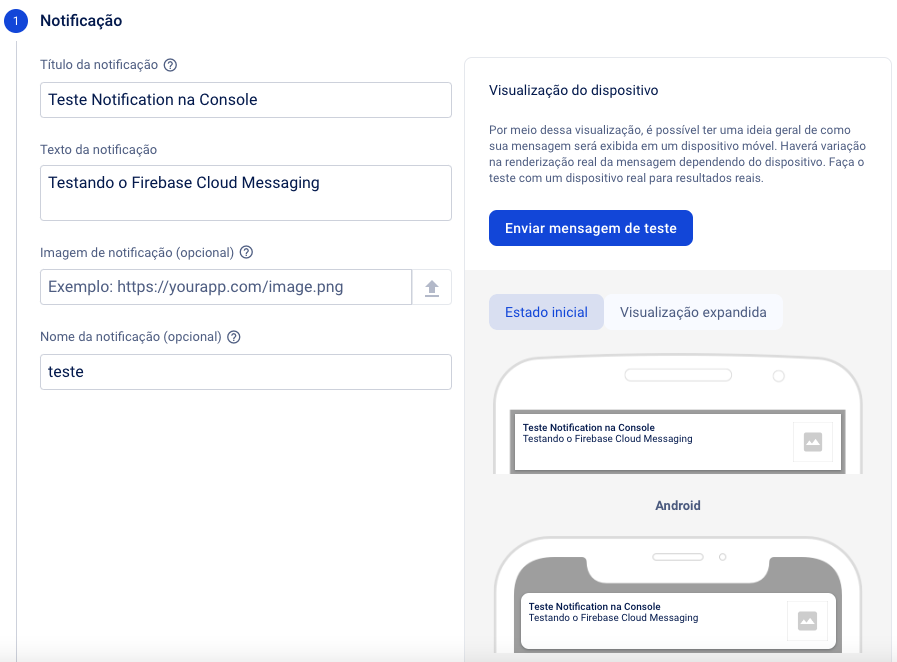 1 Notificação
Título da notificação
Teste Notification na Console
Texto da notificação
Testando o Firebase Cloud Messaging
Imagem de notificação (opcional)
Exemplo: https://yourapp.com/image.png
Nome da notificação (opcional)
teste
Visualização do dispositivo
Por meio dessa visualização, é possível ter uma ideia geral de como
sua mensagem será exibida em um dispositivo móvel. Haverá variação
na renderização real da mensagem dependendo do dispositivo. Faça o
teste com um dispositivo real para resultados reais.
Enviar mensagem de teste
Estado inicial
Visualização expandida
Teste Notification na Console
Testando o Firebase Cloud Messaging
Android
Teste Notification na Console
Testando o Firebase Cloud Messaging